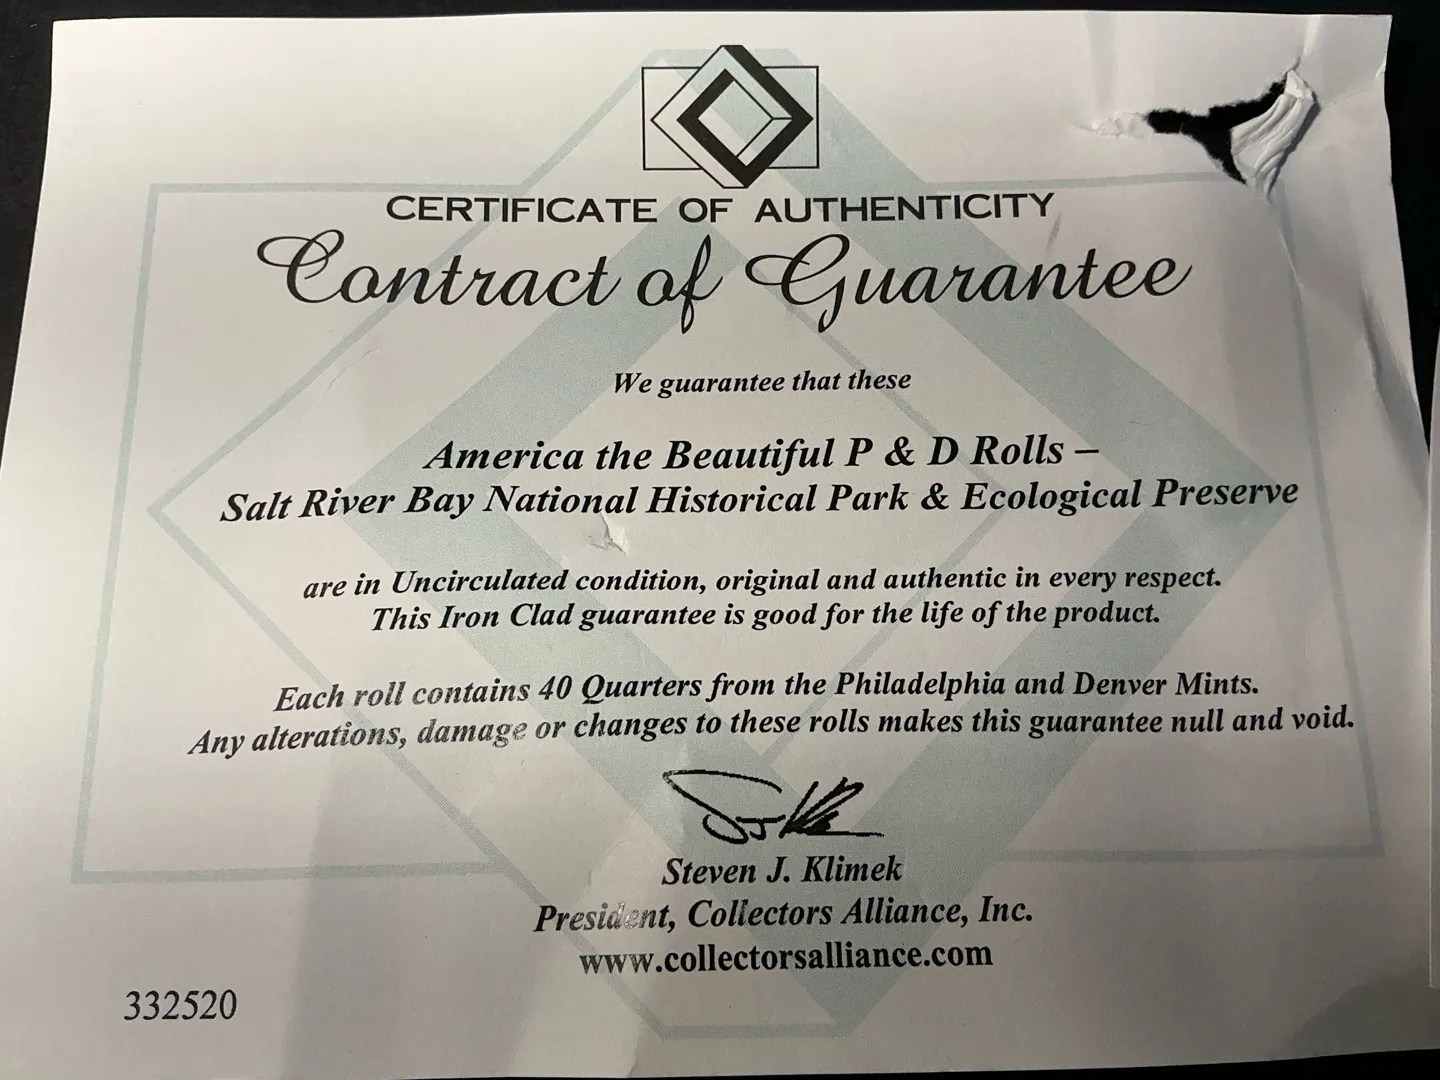 CERTIFICATE OF AUTHENTICITY
Contract of Guarantee
We guarantee that these
America the Beautiful P & D Rolls –
Salt River Bay National Historical Park & Ecological Preserve
are in Uncirculated condition, original and authentic in every respect.
This Iron Clad guarantee is good for the life of the product.
Each roll contains 40 Quarters from the Philadelphia and Denver Mints.
Any alterations, damage or changes to these rolls makes this guarantee null and void.
Steven J. Klimek
President, Collectors Alliance, Inc.
www.collectorsalliance.com
332520